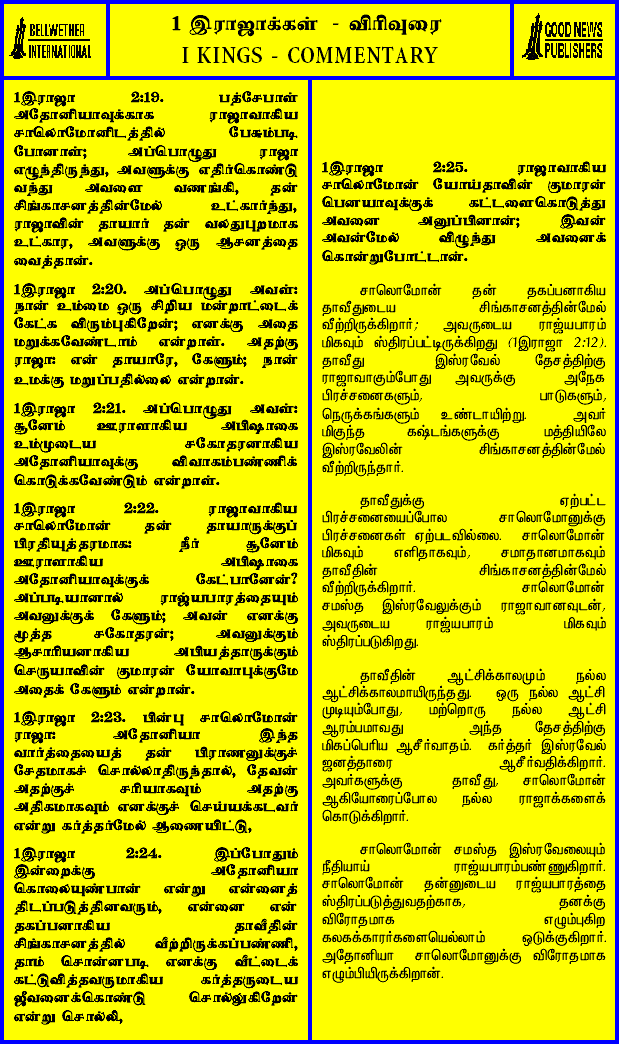 BELLWETHER
INTERNATIONAL
1 இராஜாக்கள் - விரிவுரை
I KINGS - COMMENTARY
GOOD NEWS
PUBLISHERS
1இராஜா 2:19. பத்சேபாள்
அதோனியாவுக்காக ராஜாவாகிய
சாலொமோனிடத்தில் பேசும்படி
போனாள்; அப்பொழுது ராஜா
எழுந்திருந்து, அவளுக்கு எதிர்கொண்டு
வந்து அவளை வணங்கி, தன்
சிங்காசனத்தின்மேல் உட்கார்ந்து,
ராஜாவின் தாயார் தன் வலதுபுறமாக
உட்கார, அவளுக்கு ஒரு ஆசனத்தை
வைத்தான்.
1இராஜா 2:20. அப்பொழுது அவள்:
நான் உம்மை ஒரு சிறிய மன்றாட்டைக்
கேட்க விரும்புகிறேன்; எனக்கு அதை
மறுக்கவேண்டாம் என்றாள். அதற்கு
ராஜா: என் தாயாரே, கேளும்; நான்
உமக்கு மறுப்பதில்லை என்றான்.
1இராஜா 2:21. அப்பொழுது அவள்:
சூனேம் ஊராளாகிய அபிஷாகை
உம்முடைய சகோதரனாகிய
அதோனியாவுக்கு விவாகம்பண்ணிக்
கொடுக்கவேண்டும் என்றாள்.
1இராஜா 2:22. ராஜாவாகிய
சாலொமோன் தன் தாயாருக்குப்
பிரதியுத்தரமாக: நீர் சூனேம்
ஊராளாகிய அபிஷாகை
அதோனியாவுக்குக் கேட்பானேன்?
அப்படியானால் ராஜ்யபாரத்தையும்
அவனுக்குக் கேளும்; அவன் எனக்கு
மூத்த சகோதரன்; அவனுக்கும்
ஆசாரியனாகிய அபியத்தாருக்கும்
செருயாவின் குமாரன் யோவாபுக்குமே
அதைக் கேளும் என்றான்.
1இராஜா 2:23. பின்பு சாலொமோன்
ராஜா: அதோனியா இந்த
வார்த்தையைத் தன் பிராணனுக்குச்
சேதமாகச் சொல்லாதிருந்தால், தேவன்
அதற்குச் சரியாகவும் அதற்கு
அதிகமாகவும் எனக்குச் செய்யக்கடவர்
என்று கர்த்தர்மேல் ஆணையிட்டு,
1இராஜா 2:24. இப்போதும்
இன்றைக்கு அதோனியா
கொலையுண்பான் என்று என்னைத்
திடப்படுத்தினவரும், என்னை என்
தகப்பனாகிய தாவீதின்
சிங்காசனத்தில் வீற்றிருக்கப்பண்ணி,
தாம் சொன்னபடி எனக்கு வீட்டைக்
கட்டுவித்தவருமாகிய கர்த்தருடைய
ஜீவனைக்கொண்டு சொல்லுகிறேன்
என்று சொல்லி,
1இராஜா 2:25. ராஜாவாகிய
சாலொமோன் யோய்தாவின் குமாரன்
பெனயாவுக்குக் கட்டளைகொடுத்து
அவனை அனுப்பினான்; இவன்
அவன்மேல் விழுந்து அவனைக்
கொன்றுபோட்டான்.
சாலொமோன் தன் தகப்பனாகிய
தாவீதுடைய சிங்காசனத்தின்மேல்
வீற்றிருக்கிறார்; அவருடைய ராஜ்யபாரம்
மிகவும் ஸ்திரப்பட்டிருக்கிறது (1இராஜா 2:12).
தாவீது இஸ்ரவேல் தேசத்திற்கு
ராஜாவாகும்போது அவருக்கு அநேக
பிரச்சனைகளும், பாடுகளும்,
நெருக்கங்களும் உண்டாயிற்று. அவர்
மிகுந்த கஷ்டங்களுக்கு மத்தியிலே
இஸ்ரவேலின் சிங்காசனத்தின்மேல்
வீற்றிருந்தார்.
தாவீதுக்கு ஏற்பட்ட
பிரச்சனையைப்போல சாலொமோனுக்கு
பிரச்சனைகள் ஏற்படவில்லை. சாலொமோன்
மிகவும் எளிதாகவும், சமாதானமாகவும்
தாவீதின் சிங்காசனத்தின்மேல்
வீற்றிருக்கிறார். சாலொமோன்
சமஸ்த இஸ்ரவேலுக்கும் ராஜாவானவுடன்,
அவருடைய ராஜ்யபாரம் மிகவும்
ஸ்திரப்படுகிறது.
தாவீதின் ஆட்சிக்காலமும் நல்ல
ஆட்சிக்காலமாயிருந்தது. ஒரு நல்ல ஆட்சி
முடியும்போது, மற்றொரு நல்ல ஆட்சி
ஆரம்பமாவது அந்த தேசத்திற்கு
மிகப்பெரிய ஆசீர்வாதம். கர்த்தர் இஸ்ரவேல்
ஜனத்தாரை ஆசீர்வதிக்கிறார்.
அவர்களுக்கு தாவீது, சாலொமோன்
ஆகியோரைப்போல நல்ல ராஜாக்களைக்
கொடுக்கிறார்.
சாலொமோன் சமஸ்த இஸ்ரவேலையும்
நீதியாய் ராஜ்யபாரம்பண்ணுகிறார்.
சாலொமோன் தன்னுடைய ராஜ்யபாரத்தை
ஸ்திரப்படுத்துவதற்காக, தனக்கு
விரோதமாக எழும்புகிற
கலகக்காரர்களையெல்லாம் ஒடுக்குகிறார்.
அதோனியா சாலொமோனுக்கு விரோதமாக
எழும்பியிருக்கிறான்.